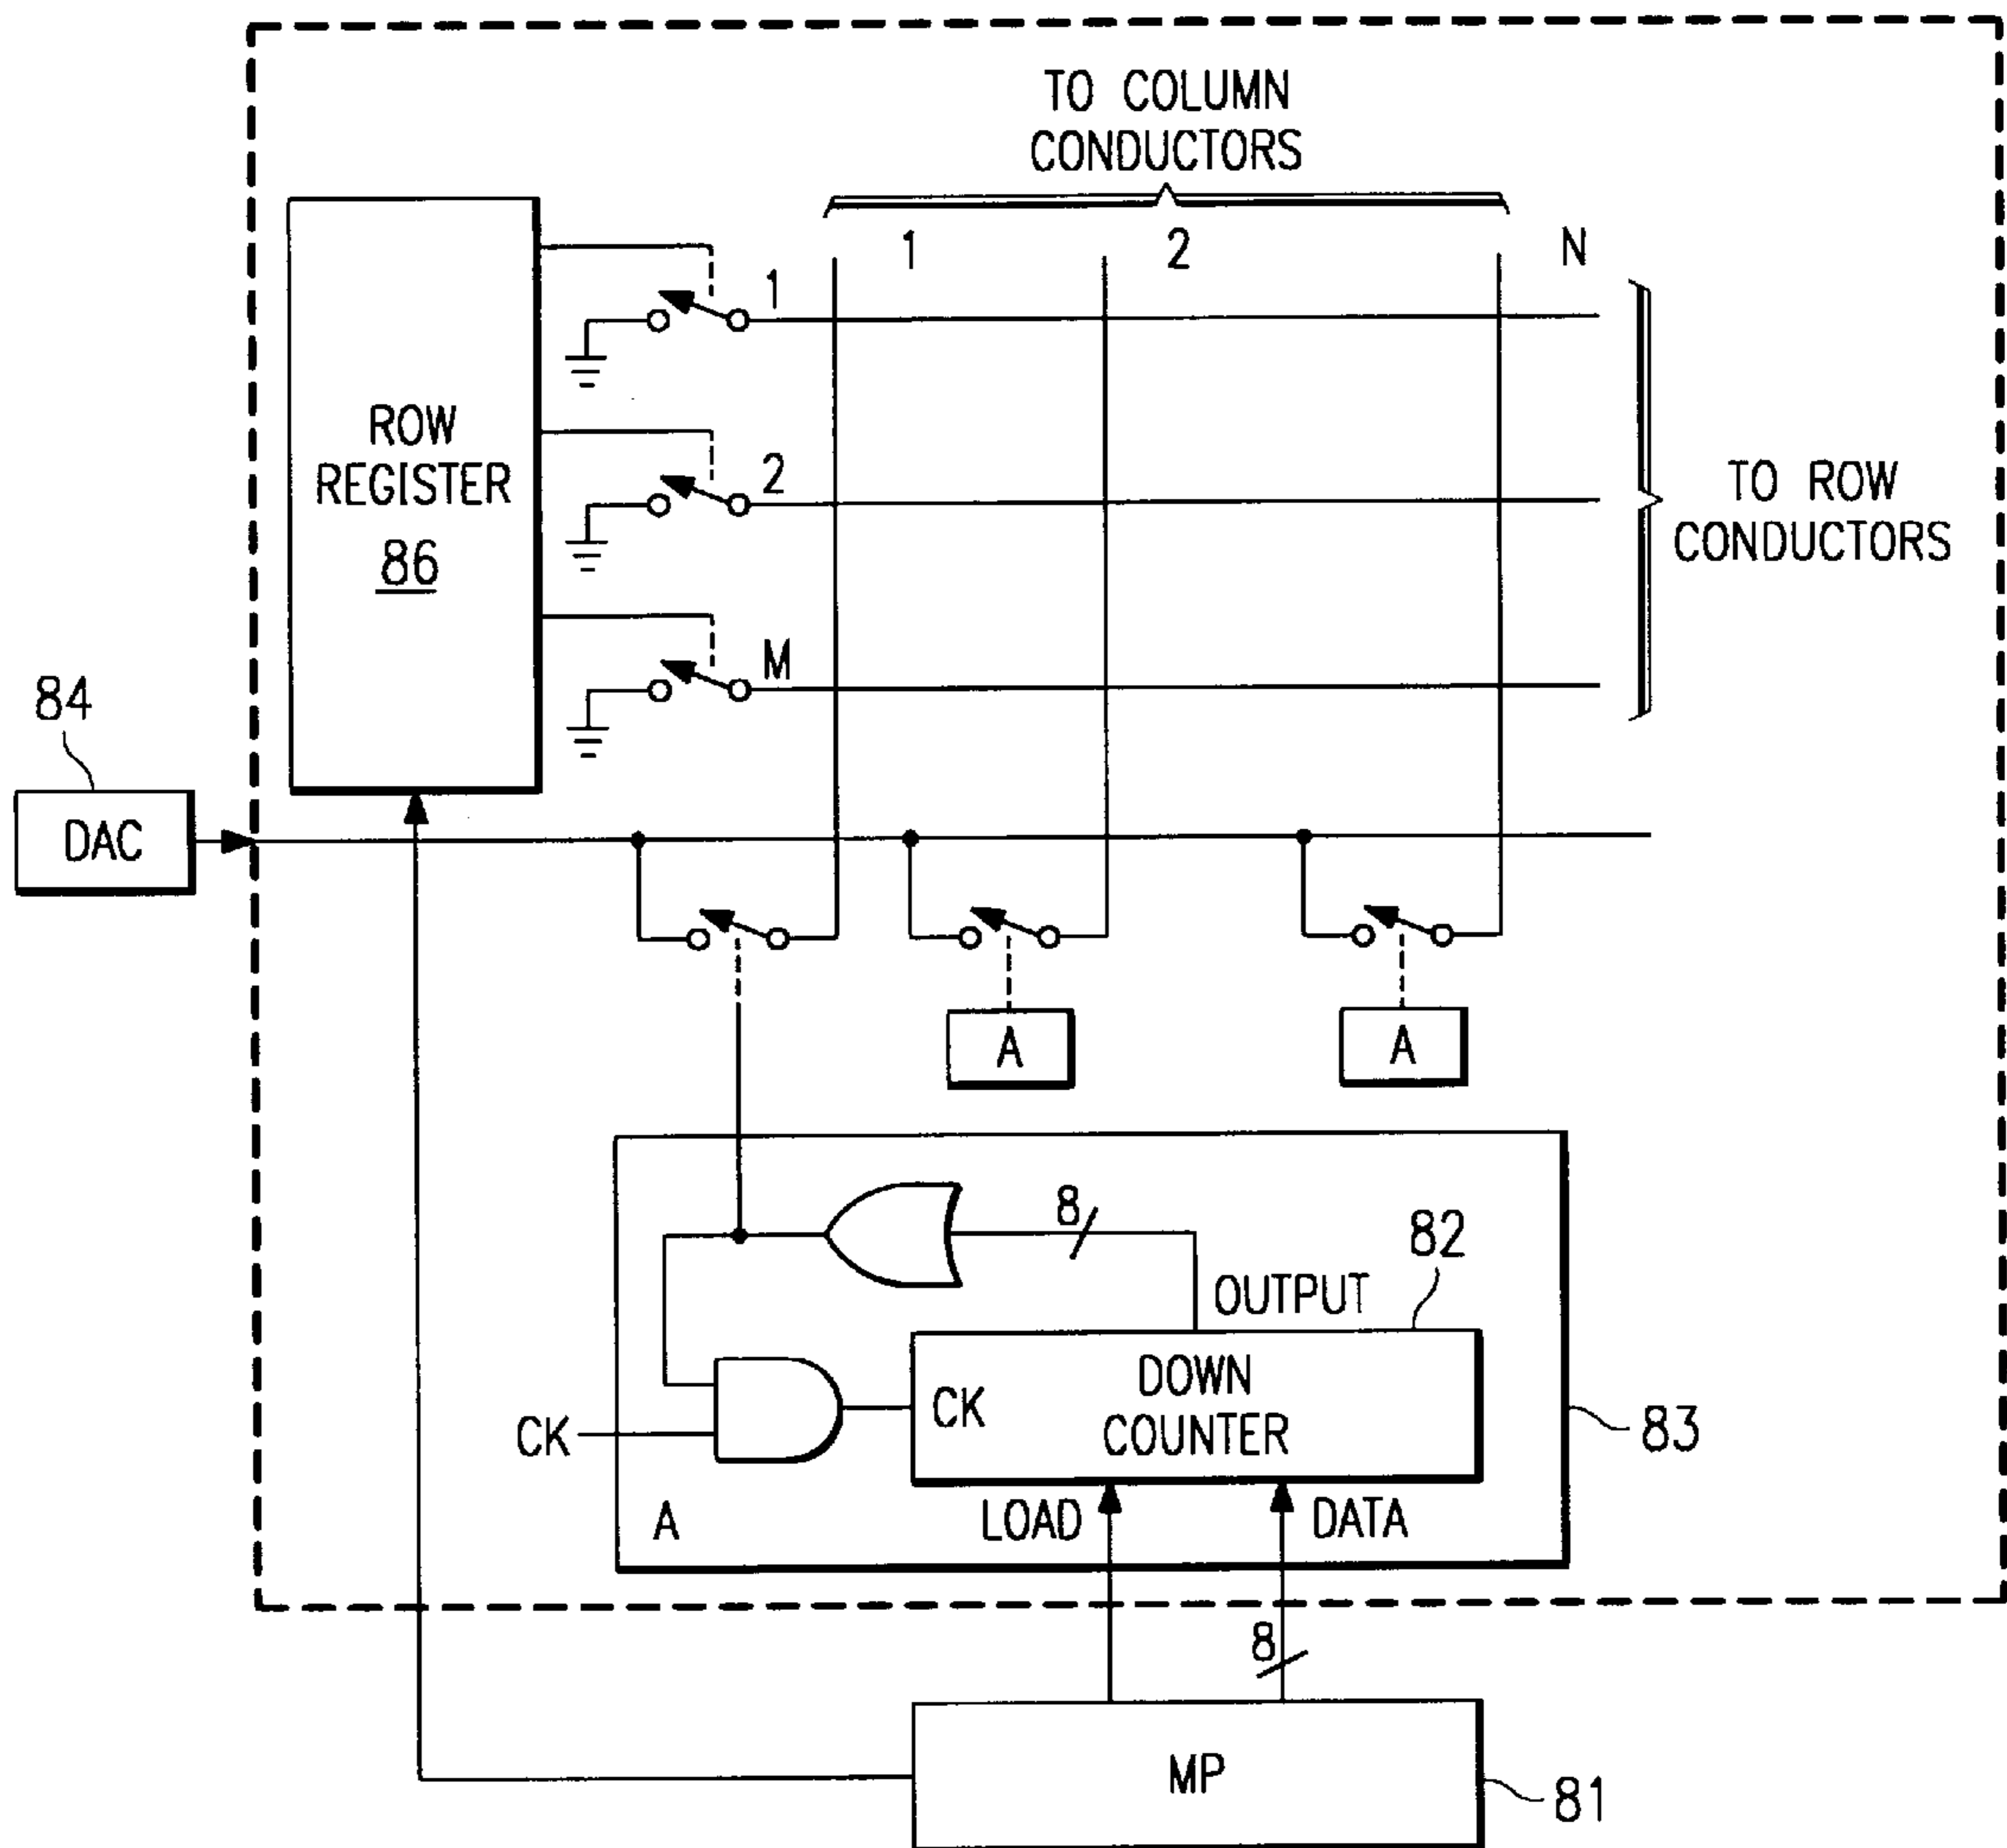 TO COLUMN
CONDUCTORS
1
2
N
1
ROW
REGISTER
86
2
TO ROW
CONDUCTORS
M
84
DAC
A
A
8
82
OUTPUT
DOWN
COUNTER
CK
CK
83
A
LOAD
DATA
8
MP
81